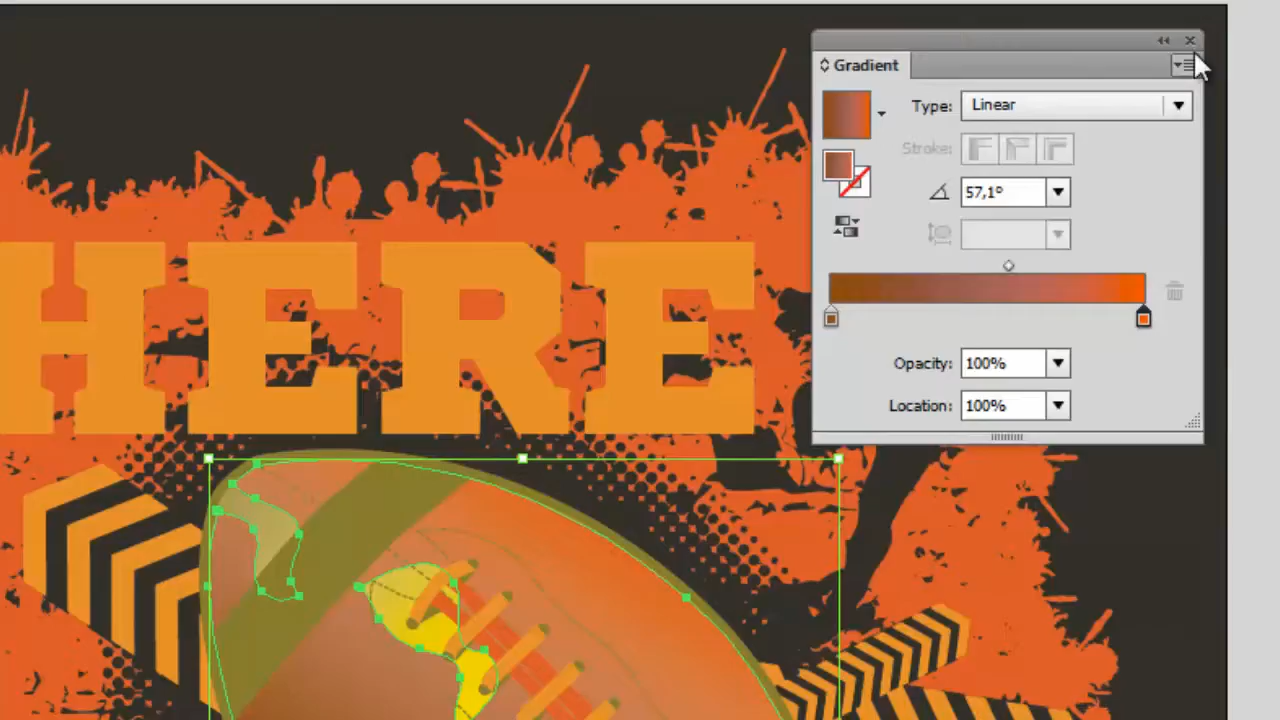 Gradient
Type: Linear
Stroke:
57,1°
HERE
Opacity: 100%
Location: 100%